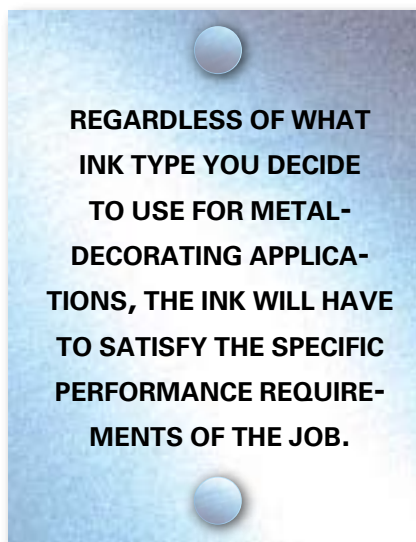 REGARDLESS OF WHAT
INK TYPE YOU DECIDE
TO USE FOR METAL-
DECORATING APPLICA-
TIONS, THE INK WILL HAVE
TO SATISFY THE SPECIFIC
PERFORMANCE REQUIRE-
MENTS OF THE JOB.